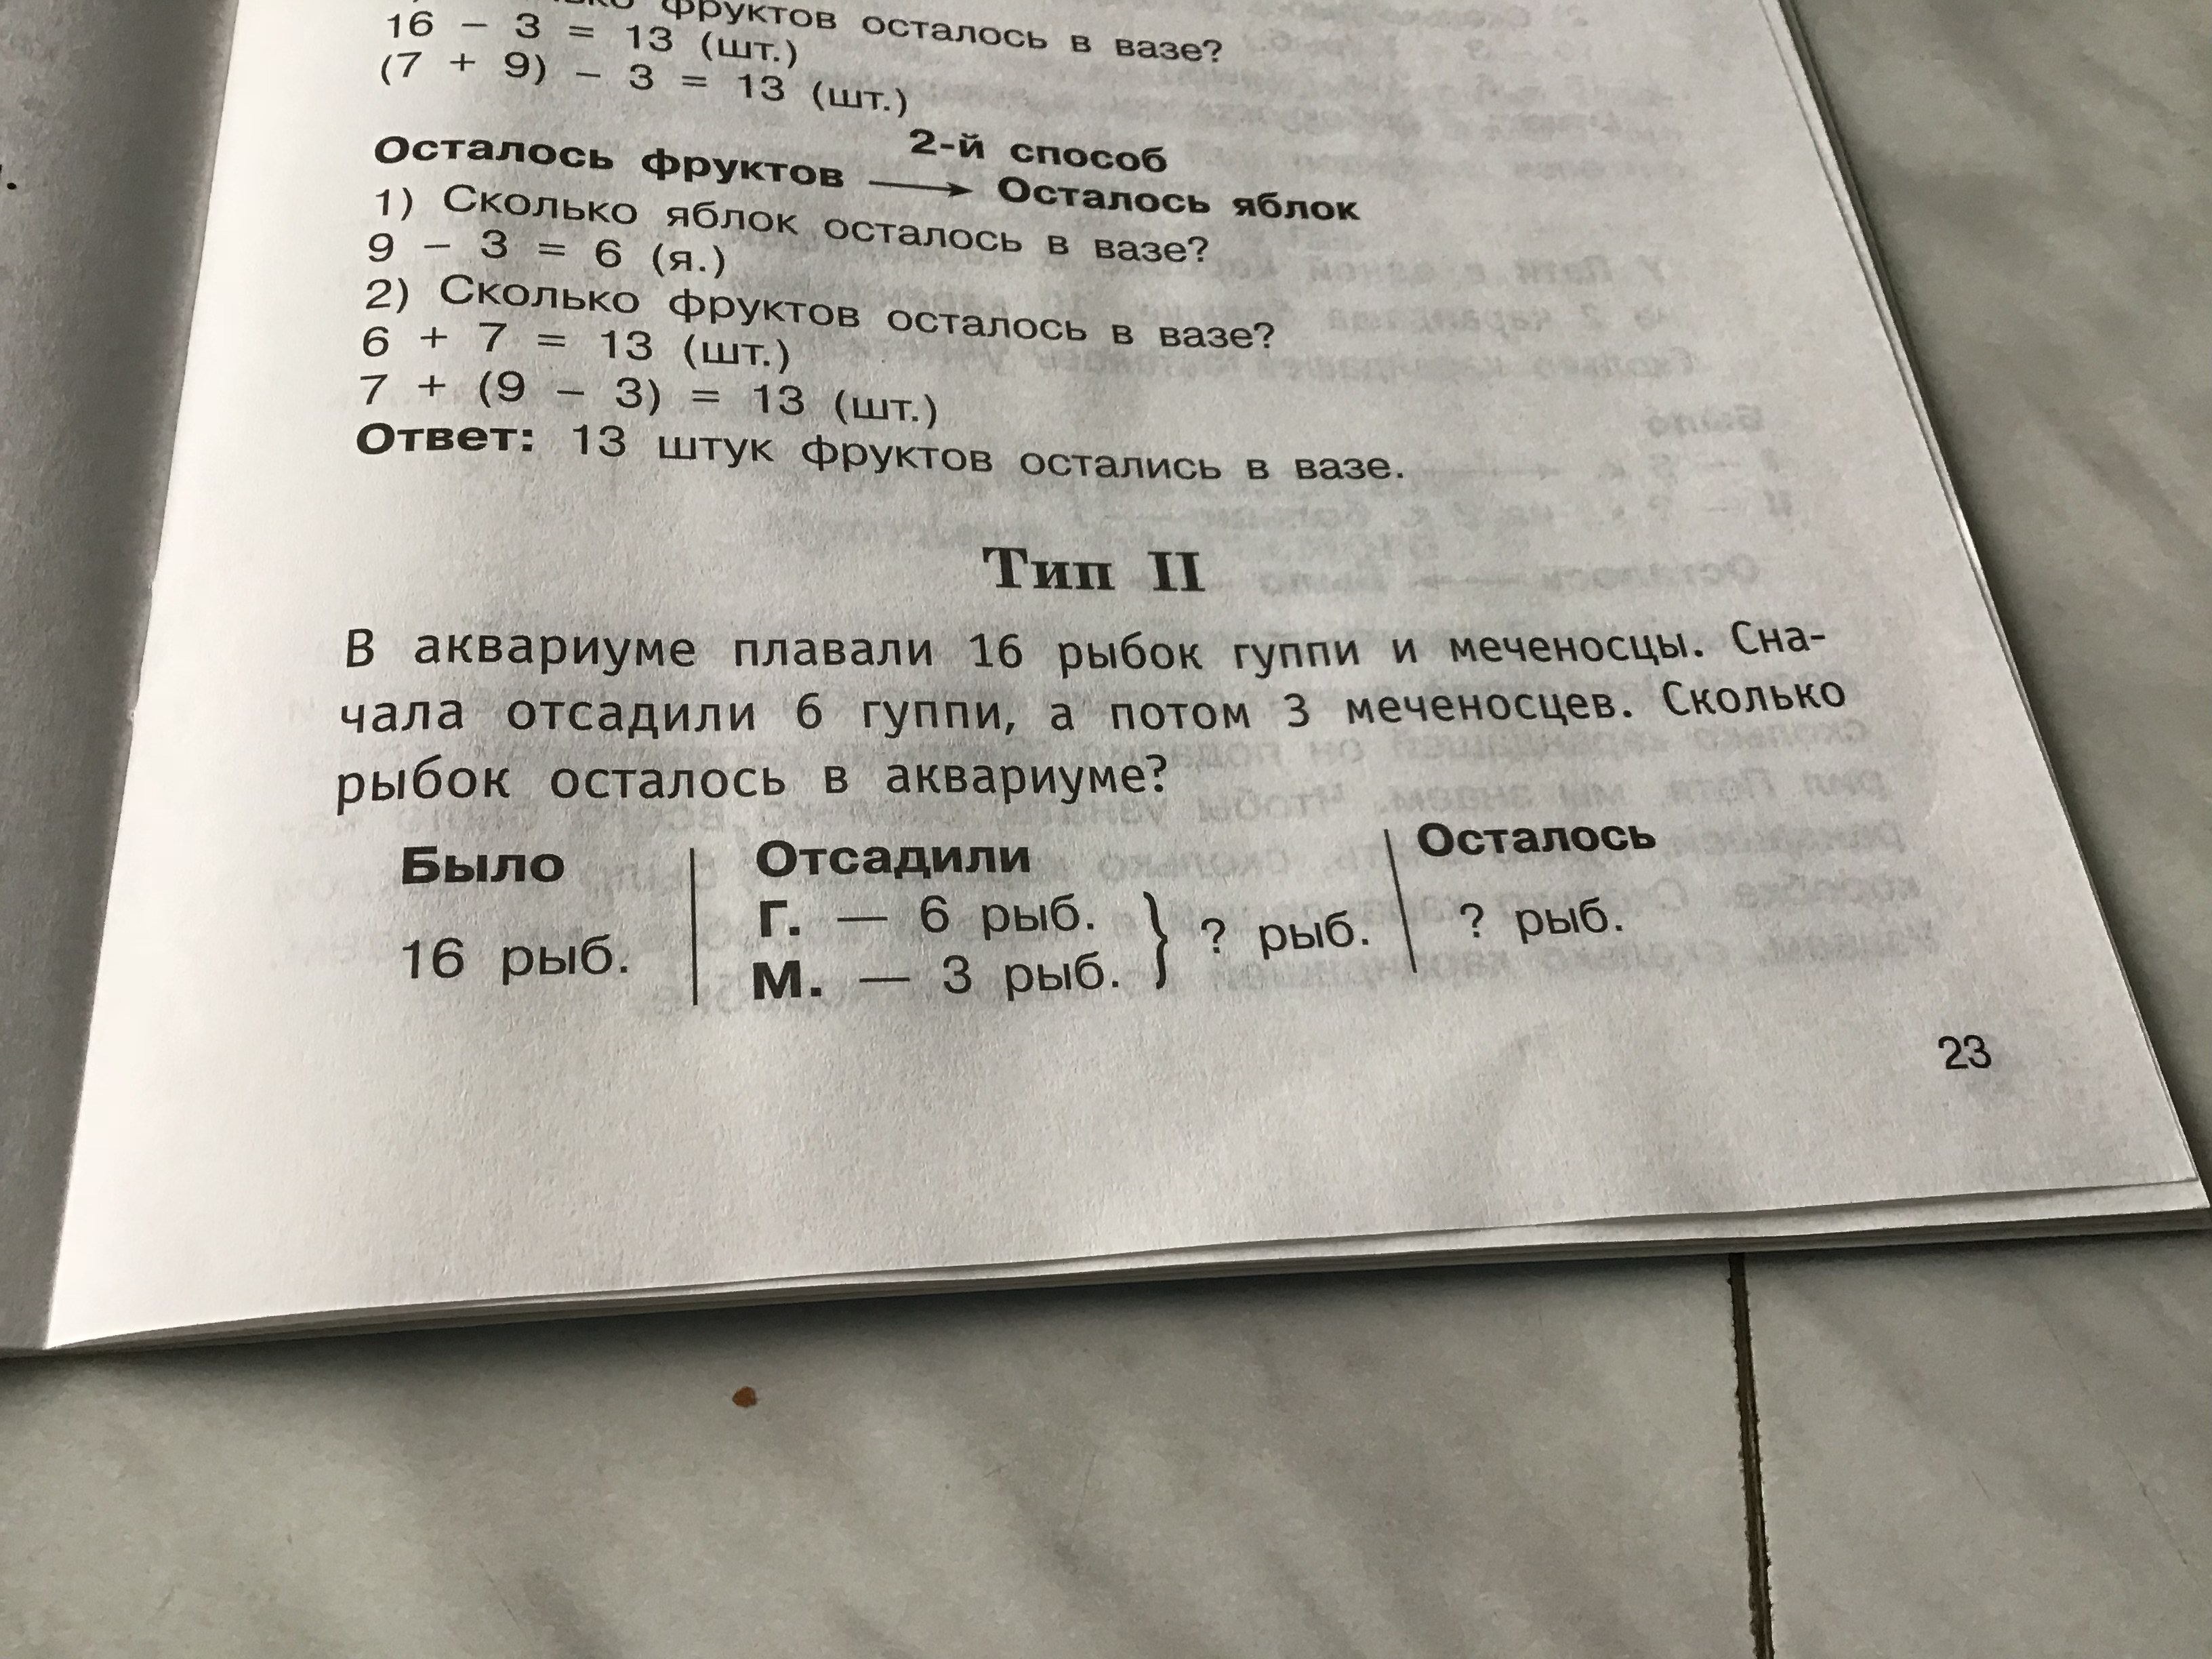 фруктов осталось в вазе?
16 – 3 = 13 (шт.)
(7 + 9) – 3 = 13 (шт.)
2-й способ
Осталось фруктов ⟶ Осталось яблок
1) Сколько яблок осталось в вазе?
9 – 3 = 6 (я.)
2) Сколько фруктов осталось в вазе?
6 + 7 = 13 (шт.)
7 + (9 – 3) = 13 (шт.)
Ответ: 13 штук фруктов остались в вазе.
Тип II
В аквариуме плавали 16 рыбок гуппи и меченосцы. Сна-
чала отсадили 6 гуппи, а потом 3 меченосцев. Сколько
рыбок осталось в аквариуме?
Было | Отсадили | Осталось
Г. — 6 рыб.
16 рыб. } ? рыб. ? рыб.
М. — 3 рыб.
23